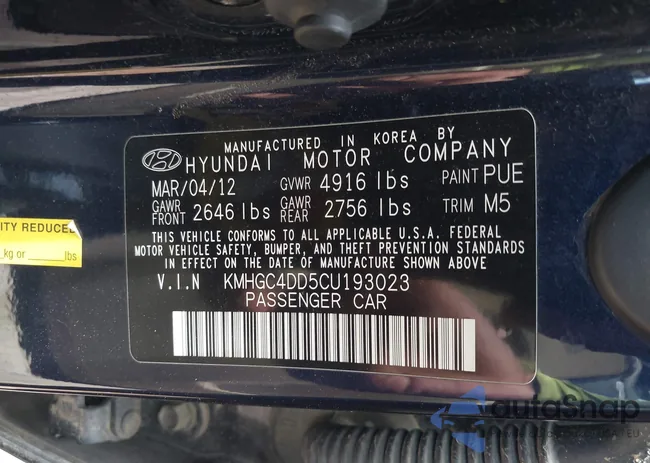 MANUFACTURED IN KOREA BY
HYUNDAI MOTOR COMPANY
MAR/04/12 GVWR 4916 lbs PAINT PUE
GAWR FRONT 2646 lbs GAWR REAR 2756 lbs TRIM M5
THIS VEHICLE CONFORMS TO ALL APPLICABLE U.S.A. FEDERAL
MOTOR VEHICLE SAFETY, BUMPER, AND THEFT PREVENTION STANDARDS
IN EFFECT ON THE DATE OF MANUFACTURE SHOWN ABOVE
V.I.N KMHGC4DD5CU193023
PASSENGER CAR
ITY REDUCE
kg or lbs
autoSnap